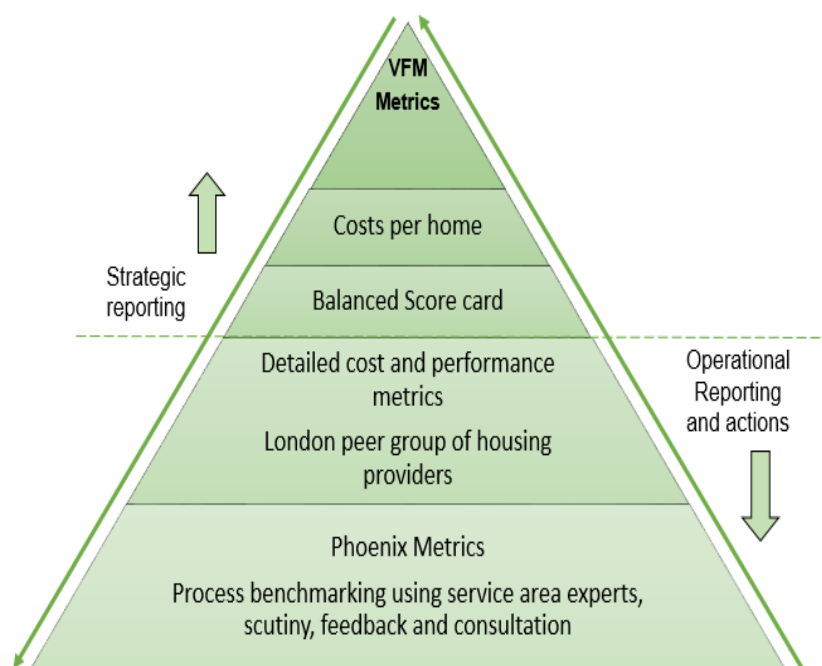 VFM
Metrics
Costs per home
Strategic
reporting
Balanced Score card
Detailed cost and performance
metrics
London peer group of housing
providers
Operational
Reporting
and actions
Phoenix Metrics
Process benchmarking using service area experts,
scutiny, feedback and consultation